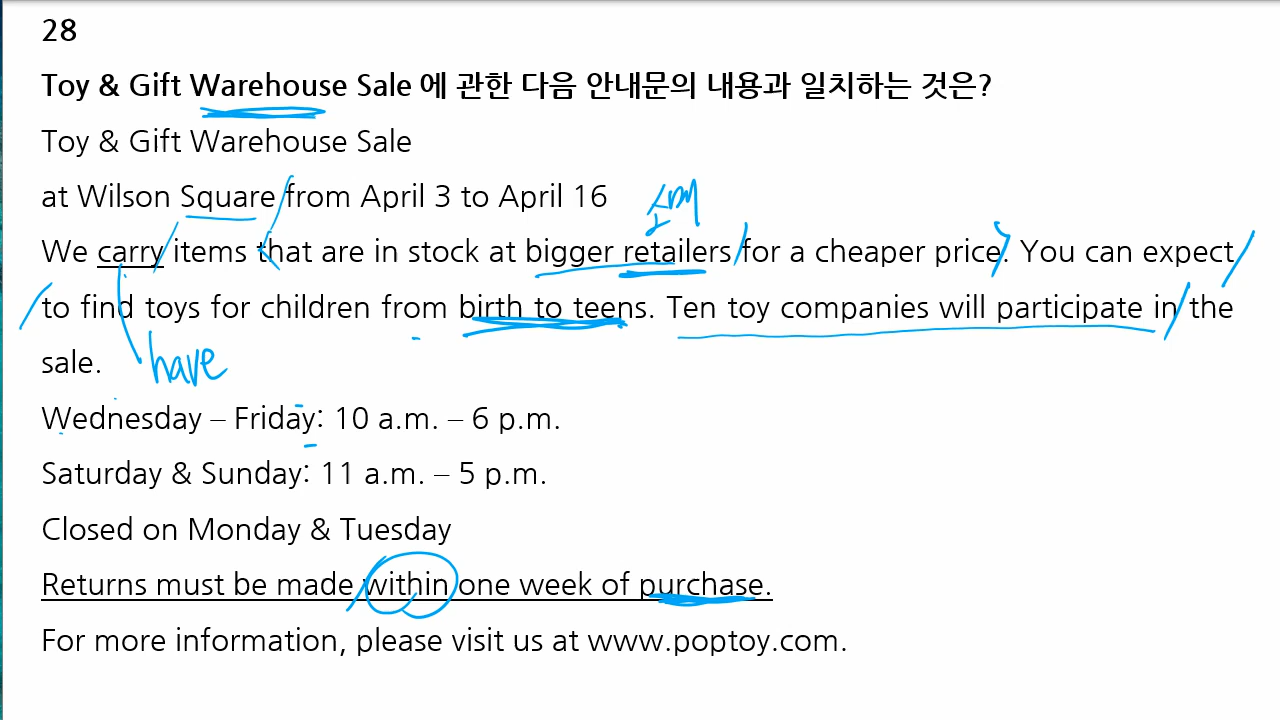 28
Toy & Gift Warehouse Sale 에 관한 다음 안내문의 내용과 일치하는 것은?
Toy & Gift Warehouse Sale
at Wilson Square from April 3 to April 16
We carry items that are in stock at bigger retailers for a cheaper price. You can expect
to find toys for children from birth to teens. Ten toy companies will participate in the
sale.
have
Wednesday – Friday: 10 a.m. – 6 p.m.
Saturday & Sunday: 11 a.m. – 5 p.m.
Closed on Monday & Tuesday
Returns must be made within one week of purchase.
For more information, please visit us at www.poptoy.com.